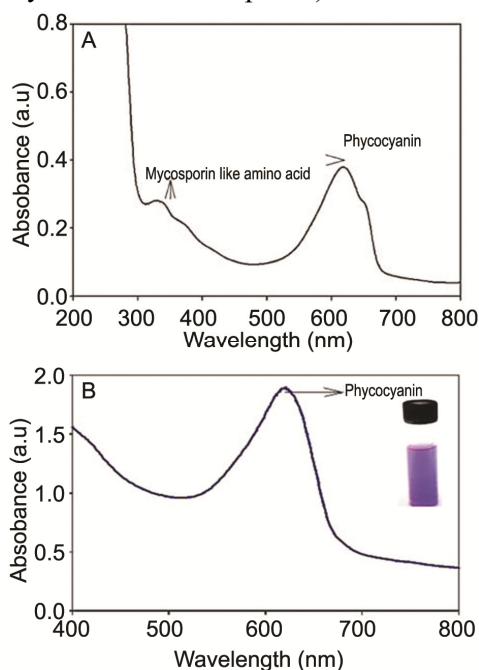 A
Absobance (a.u)
0.8
0.6
0.4
0.2
0.0
Phycocyanin
Mycosporin like amino acid
200 300 400 500 600 700 800
Wavelength (nm)
B
Absobance (a.u)
2.0
1.5
1.0
0.5
0.0
Phycocyanin
400 500 600 700 800
Wavelength (nm)